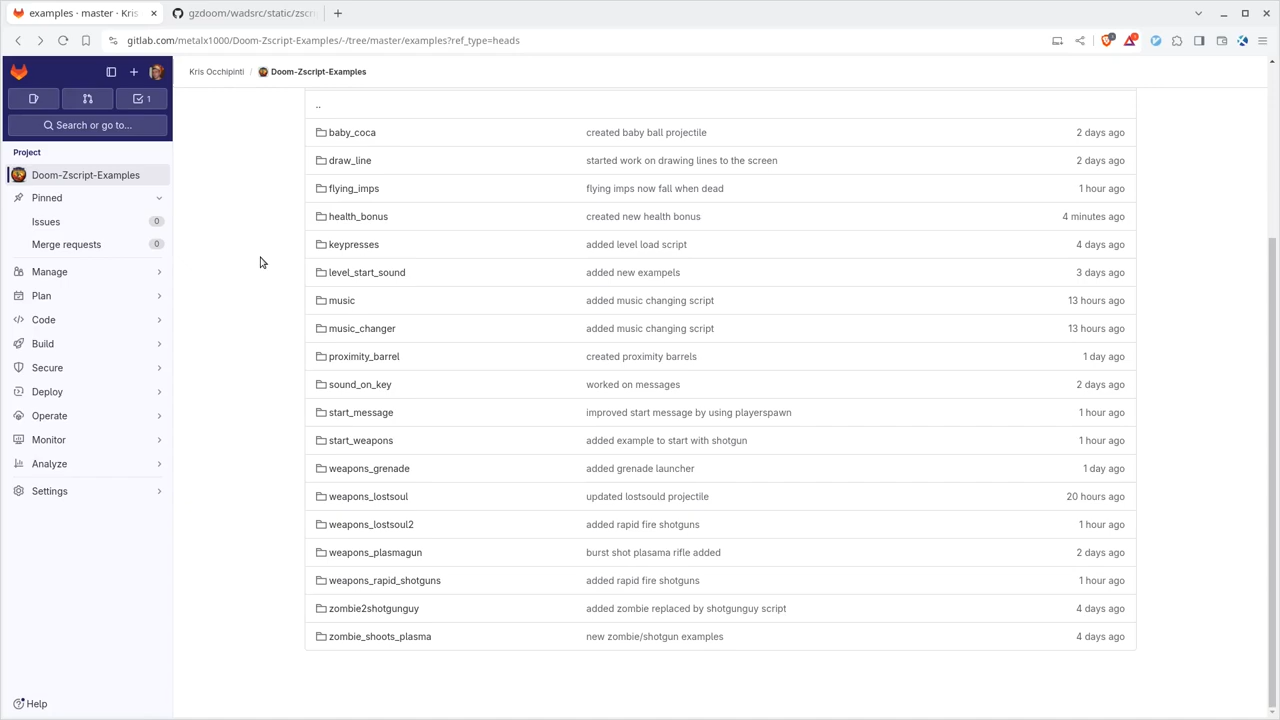 examples · master · Kris
gzdoom/wadsrc/static/zscri
gitlab.com/metalx1000/Doom-Zscript-Examples/-/tree/master/examples?ref_type=heads
Kris Occhipinti / Doom-Zscript-Examples
1
Search or go to...
Project
Doom-Zscript-Examples
Pinned
Issues 0
Merge requests 0
Manage
Plan
Code
Build
Secure
Deploy
Operate
Monitor
Analyze
Settings
Help
..
baby_coca created baby ball projectile 2 days ago
draw_line started work on drawing lines to the screen 2 days ago
flying_imps flying imps now fall when dead 1 hour ago
health_bonus created new health bonus 4 minutes ago
keypresses added level load script 4 days ago
level_start_sound added new exampels 3 days ago
music added music changing script 13 hours ago
music_changer added music changing script 13 hours ago
proximity_barrel created proximity barrels 1 day ago
sound_on_key worked on messages 2 days ago
start_message improved start message by using playerspawn 1 hour ago
start_weapons added example to start with shotgun 1 hour ago
weapons_grenade added grenade launcher 1 day ago
weapons_lostsoul updated lostsould projectile 20 hours ago
weapons_lostsoul2 added rapid fire shotguns 1 hour ago
weapons_plasmagun burst shot plasama rifle added 2 days ago
weapons_rapid_shotguns added rapid fire shotguns 1 hour ago
zombie2shotgunguy added zombie replaced by shotgunguy script 4 days ago
zombie_shoots_plasma new zombie/shotgun examples 4 days ago